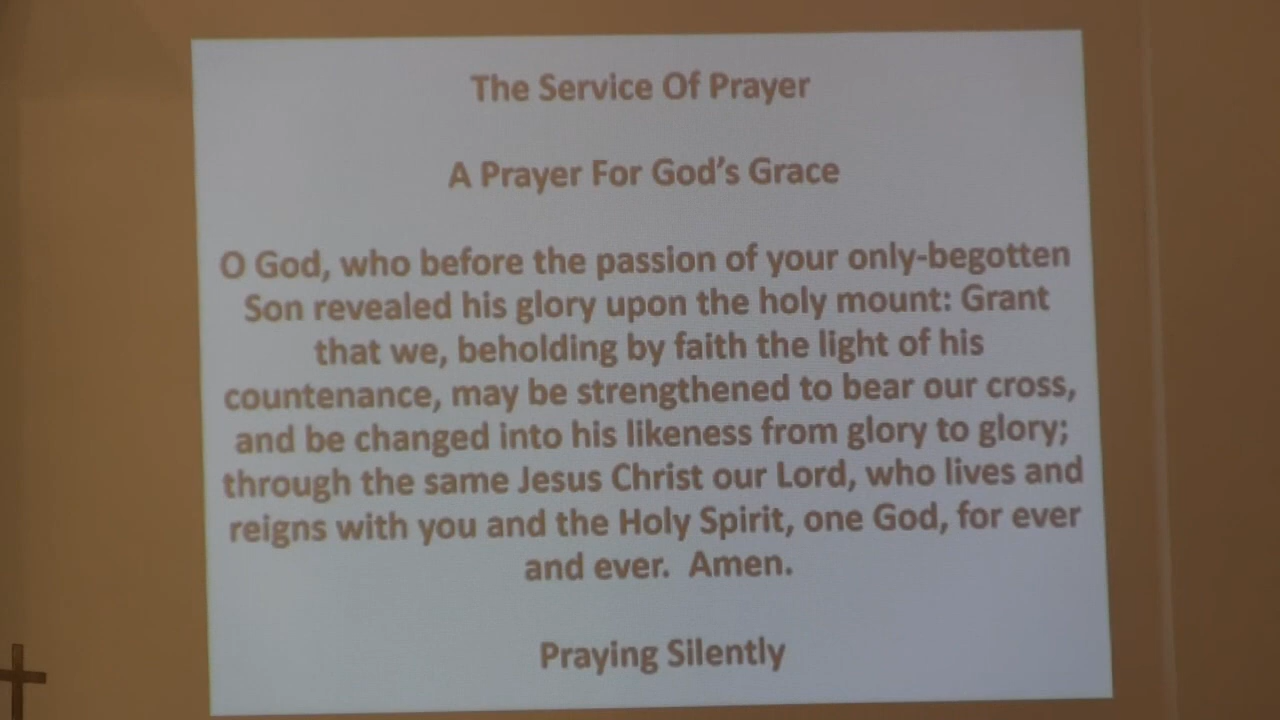 The Service Of Prayer
A Prayer For God's Grace
O God, who before the passion of your only-begotten
Son revealed his glory upon the holy mount: Grant
that we, beholding by faith the light of his
countenance, may be strengthened to bear our cross,
and be changed into his likeness from glory to glory;
through the same Jesus Christ our Lord, who lives and
reigns with you and the Holy Spirit, one God, for ever
and ever.  Amen.
Praying Silently